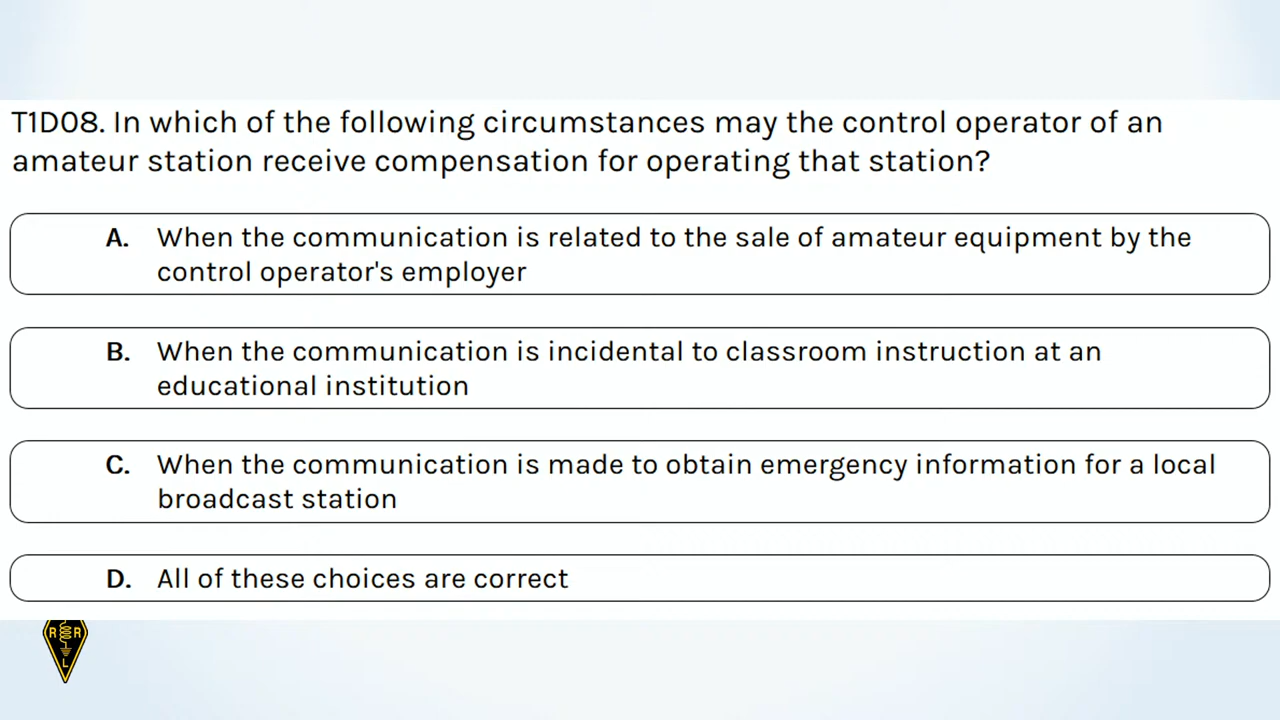 T1D08. In which of the following circumstances may the control operator of an
amateur station receive compensation for operating that station?
A. When the communication is related to the sale of amateur equipment by the
control operator's employer
B. When the communication is incidental to classroom instruction at an
educational institution
C. When the communication is made to obtain emergency information for a local
broadcast station
D. All of these choices are correct
R R
L